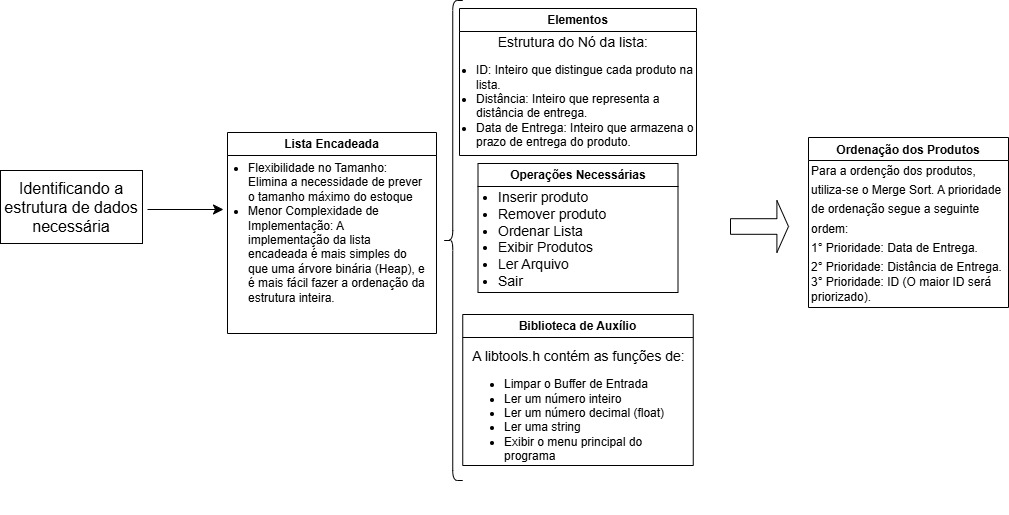 Identificando a
estrutura de dados
necessária
Lista Encadeada
• Flexibilidade no Tamanho:
Elimina a necessidade de prever
o tamanho máximo do estoque
• Menor Complexidade de
Implementação: A
implementação da lista
encadeada é mais simples do
que uma árvore binária (Heap), e
é mais fácil fazer a ordenação da
estrutura inteira.
Elementos
Estrutura do Nó da lista:
• ID: Inteiro que distingue cada produto na
lista.
• Distância: Inteiro que representa a
distância de entrega.
• Data de Entrega: Inteiro que armazena o
prazo de entrega do produto.
Operações Necessárias
• Inserir produto
• Remover produto
• Ordenar Lista
• Exibir Produtos
• Ler Arquivo
• Sair
Biblioteca de Auxílio
A libtools.h contém as funções de:
• Limpar o Buffer de Entrada
• Ler um número inteiro
• Ler um número decimal (float)
• Ler uma string
• Exibir o menu principal do
programa
Ordenação dos Produtos
Para a ordenção dos produtos,
utiliza-se o Merge Sort. A prioridade
de ordenação segue a seguinte
ordem:
1° Prioridade: Data de Entrega.
2° Prioridade: Distância de Entrega.
3° Prioridade: ID (O maior ID será
priorizado).